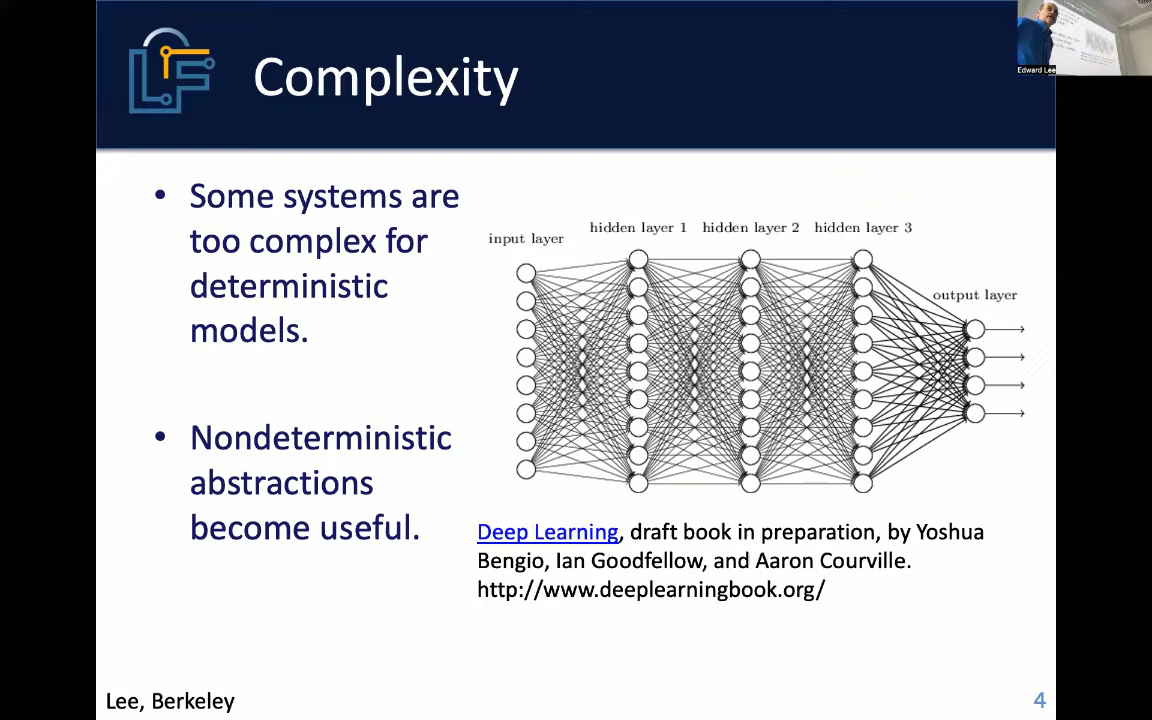 Complexity
Edward Lee
• Some systems are
too complex for
deterministic
models.
• Nondeterministic
abstractions
become useful.
input layer
hidden layer 1 hidden layer 2 hidden layer 3
output layer
Deep Learning, draft book in preparation, by Yoshua
Bengio, Ian Goodfellow, and Aaron Courville.
http://www.deeplearningbook.org/
Lee, Berkeley
4